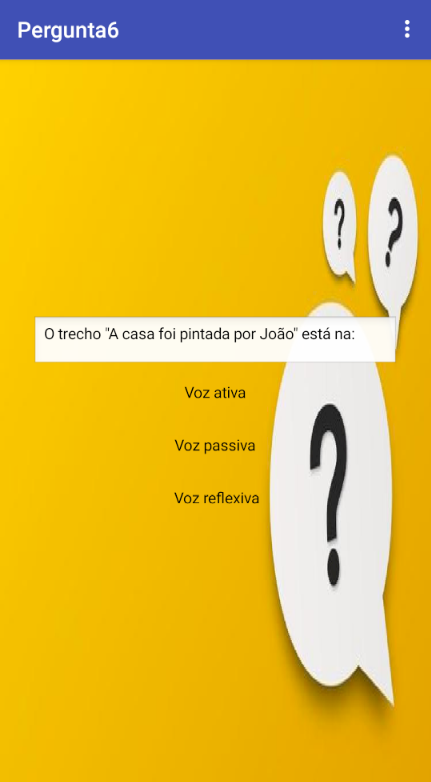 Pergunta6
O trecho "A casa foi pintada por João" está na:
Voz ativa
Voz passiva
Voz reflexiva
? ?
?